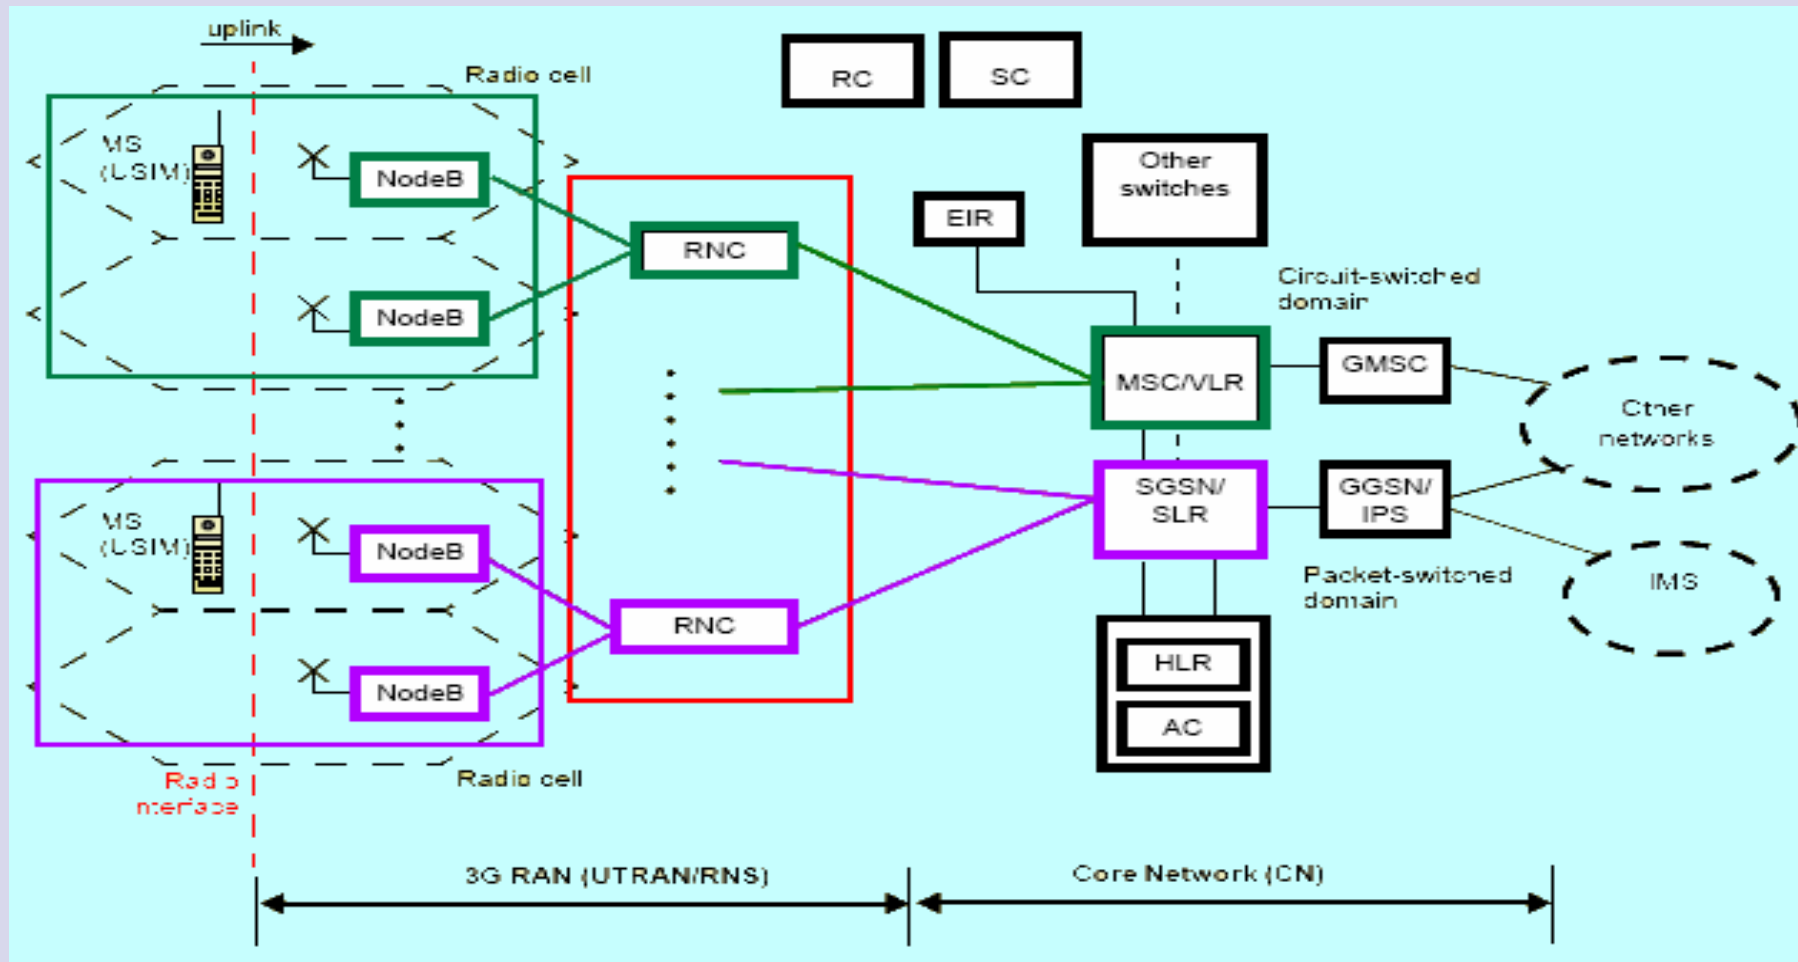 uplink
Radio cell
RC
SC
MS
(USIM)
NodeB
Other
switches
EIR
RNC
NodeB
Circuit-switched
domain
MSC/VLR
GMSC
Other
networks
SGSN/
SLR
GGSN/
IPS
MS
(USIM)
NodeB
Packet-switched
domain
IMS
RNC
HLR
NodeB
AC
Radio cell
Radio
interface
3G RAN (UTRAN/RNS)
Core Network (CN)